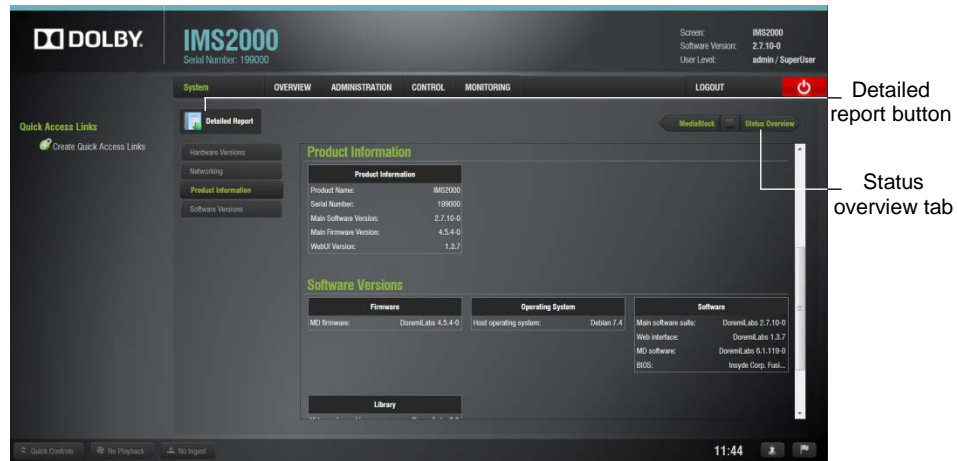 DOLBY.
IMS2000
Serial Number: 199000
Screen: IMS2000
Software Version: 2.7.10-0
User Level: admin / SuperUser
System OVERVIEW ADMINISTRATION CONTROL MONITORING LOGOUT
Detailed report button
Detailed Report
MediaBlock Status Overview
Quick Access Links
Create Quick Access Links
Hardware Versions
Networking
Product Information
Software Versions
Status overview tab
Product Information
Product Information
Product Name: IMS2000
Serial Number: 199000
Main Software Version: 2.7.10-0
Main Firmware Version: 4.5.4-0
WebUI Version: 1.3.7
Software Versions
Firmware
MD firmware: DoremiLabs 4.5.4-0
Operating System
Host operating system: Debian 7.4
Software
Main software suite: DoremiLabs 2.7.10-0
Web interface: DoremiLabs 1.3.7
MD software: DoremiLabs 6.1.119-0
BIOS: Insyde Corp. Fusi...
Library
Quick Controls No Playback No Ingest 11:44